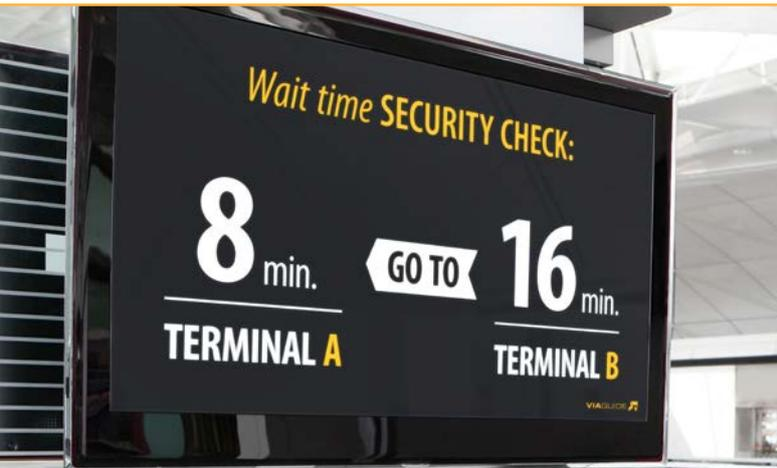 Wait time SECURITY CHECK:
8 min.
GO TO
16 min.
TERMINAL A
TERMINAL B
VIAGUIDE